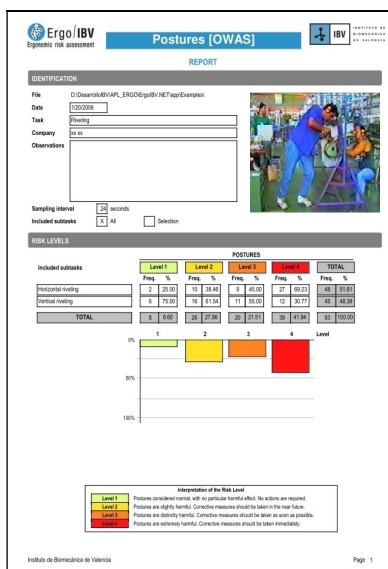 Ergo/IBV
Ergonomic risk assessment
Postures [OWAS]
IBV
INSTITUTO DE
BIOMECÁNICA
DE VALENCIA
REPORT
IDENTIFICATION
File D:\DesarrolloIBV\APL_ERGO\ErgoIBV.NET\app\Examples\
Date 1/20/2006
Task Riveting
Company xx.xx
Observations
Sampling interval 24 seconds
Included subtasks X All Selection
RISK LEVELS
POSTURES
Included subtasks Level 1 Level 2 Level 3 Level 4 TOTAL
Freq. % Freq. % Freq. % Freq. % Freq. %
Horizontal riveting 2 25.00 10 38.46 9 45.00 27 69.23 48 51.61
Vertical riveting 6 75.00 16 61.54 11 55.00 12 30.77 45 48.39
TOTAL 8 8.60 26 27.96 20 21.51 39 41.94 93 100.00
1 2 3 4 Level
0%
50%
100%
Interpretation of the Risk Level
Level 1 Postures considered normal, with no particular harmful effect. No actions are required.
Level 2 Postures are slightly harmful. Corrective measures should be taken in the near future.
Level 3 Postures are distinctly harmful. Corrective measures should be taken as soon as possible.
Level 4 Postures are extremely harmful. Corrective measures should be taken immediately.
Instituto de Biomecánica de Valencia Page 1